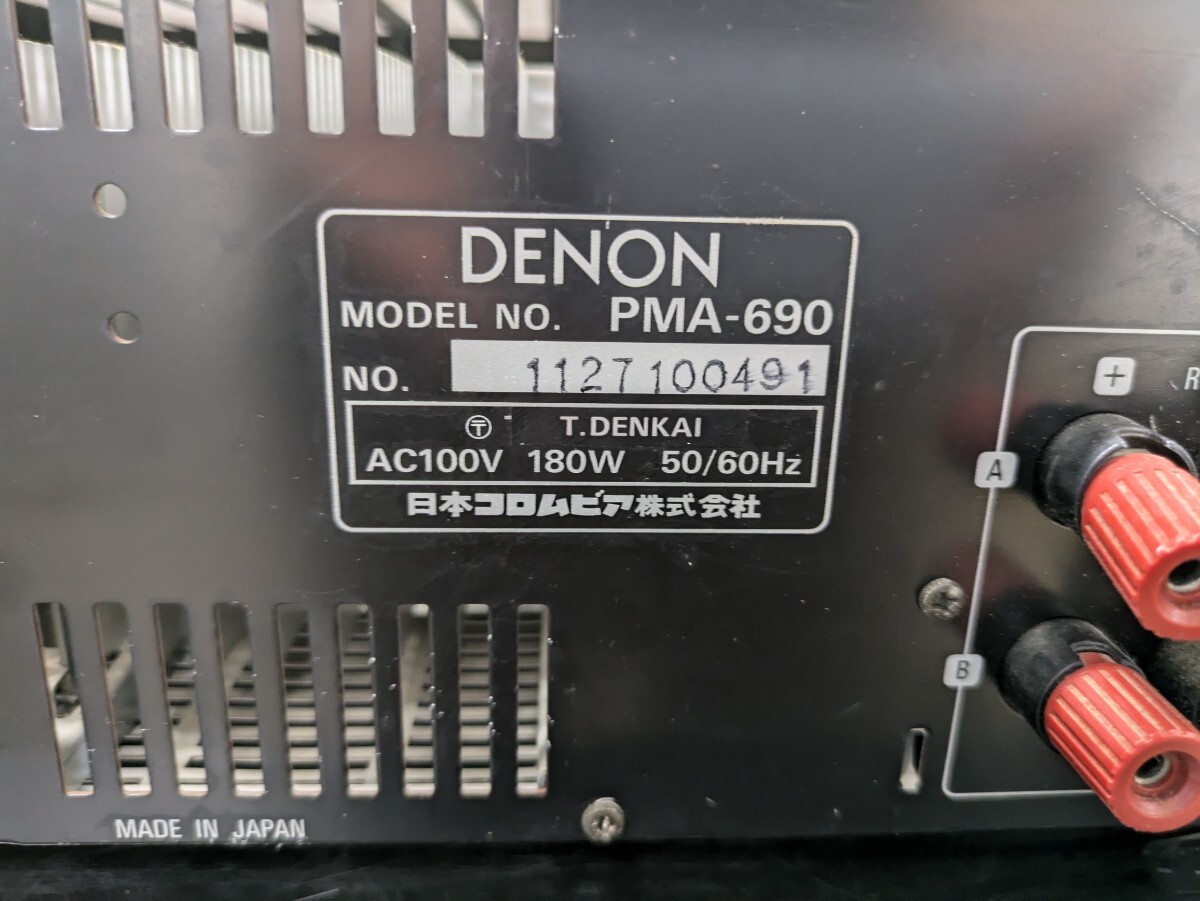 DENON
MODEL NO. PMA-690
NO. 1127100491
〶 T.DENKAI
AC100V 180W 50/60Hz
日本コロムビア株式会社
+ R
A
B
MADE IN JAPAN